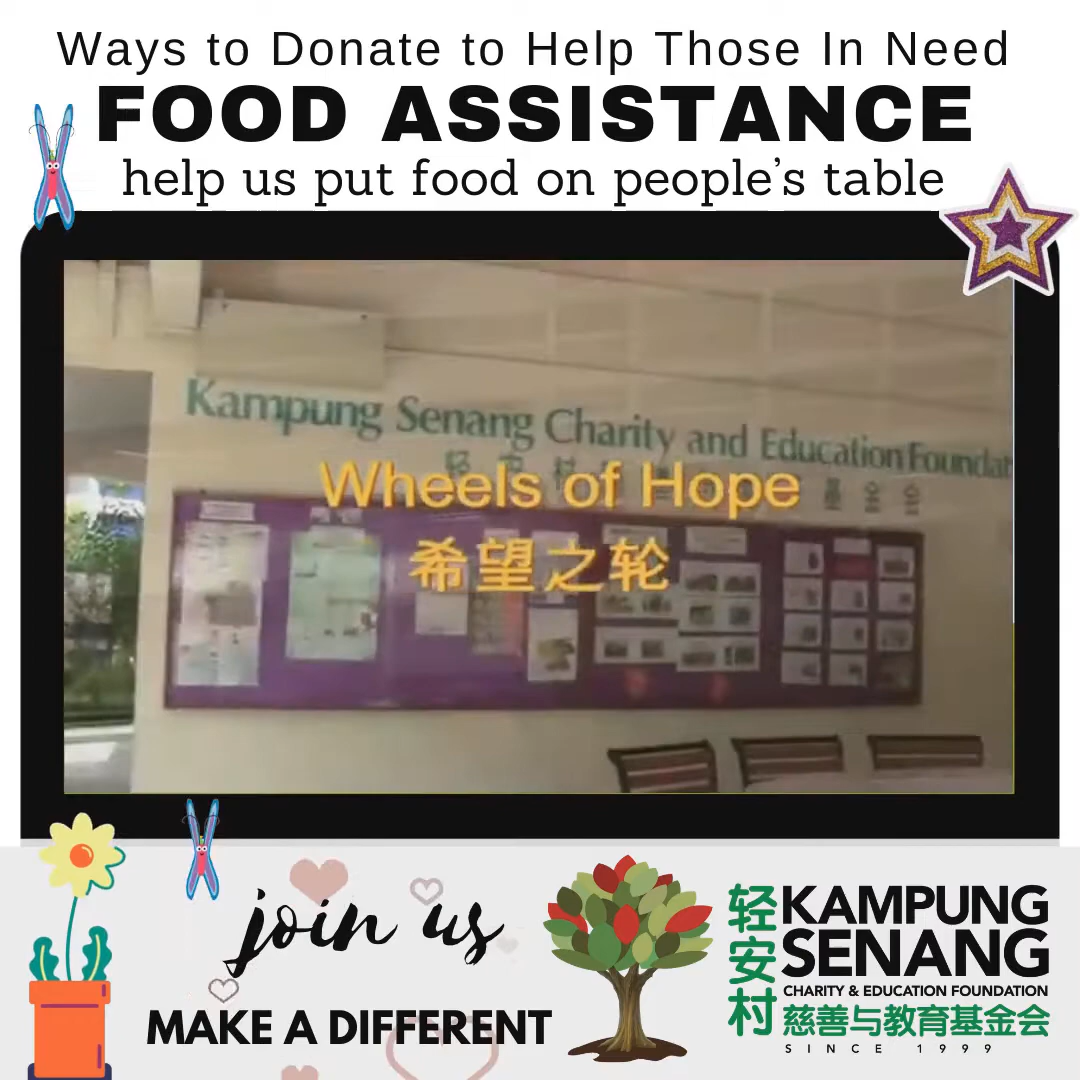 Ways to Donate to Help Those In Need
FOOD ASSISTANCE
help us put food on people's table
Kampung Senang Charity and Education Foundat
Wheels of Hope
希望之轮
join us
MAKE A DIFFERENT
轻安村
KAMPUNG
SENANG
CHARITY & EDUCATION FOUNDATION
慈善与教育基金会
SINCE 1999